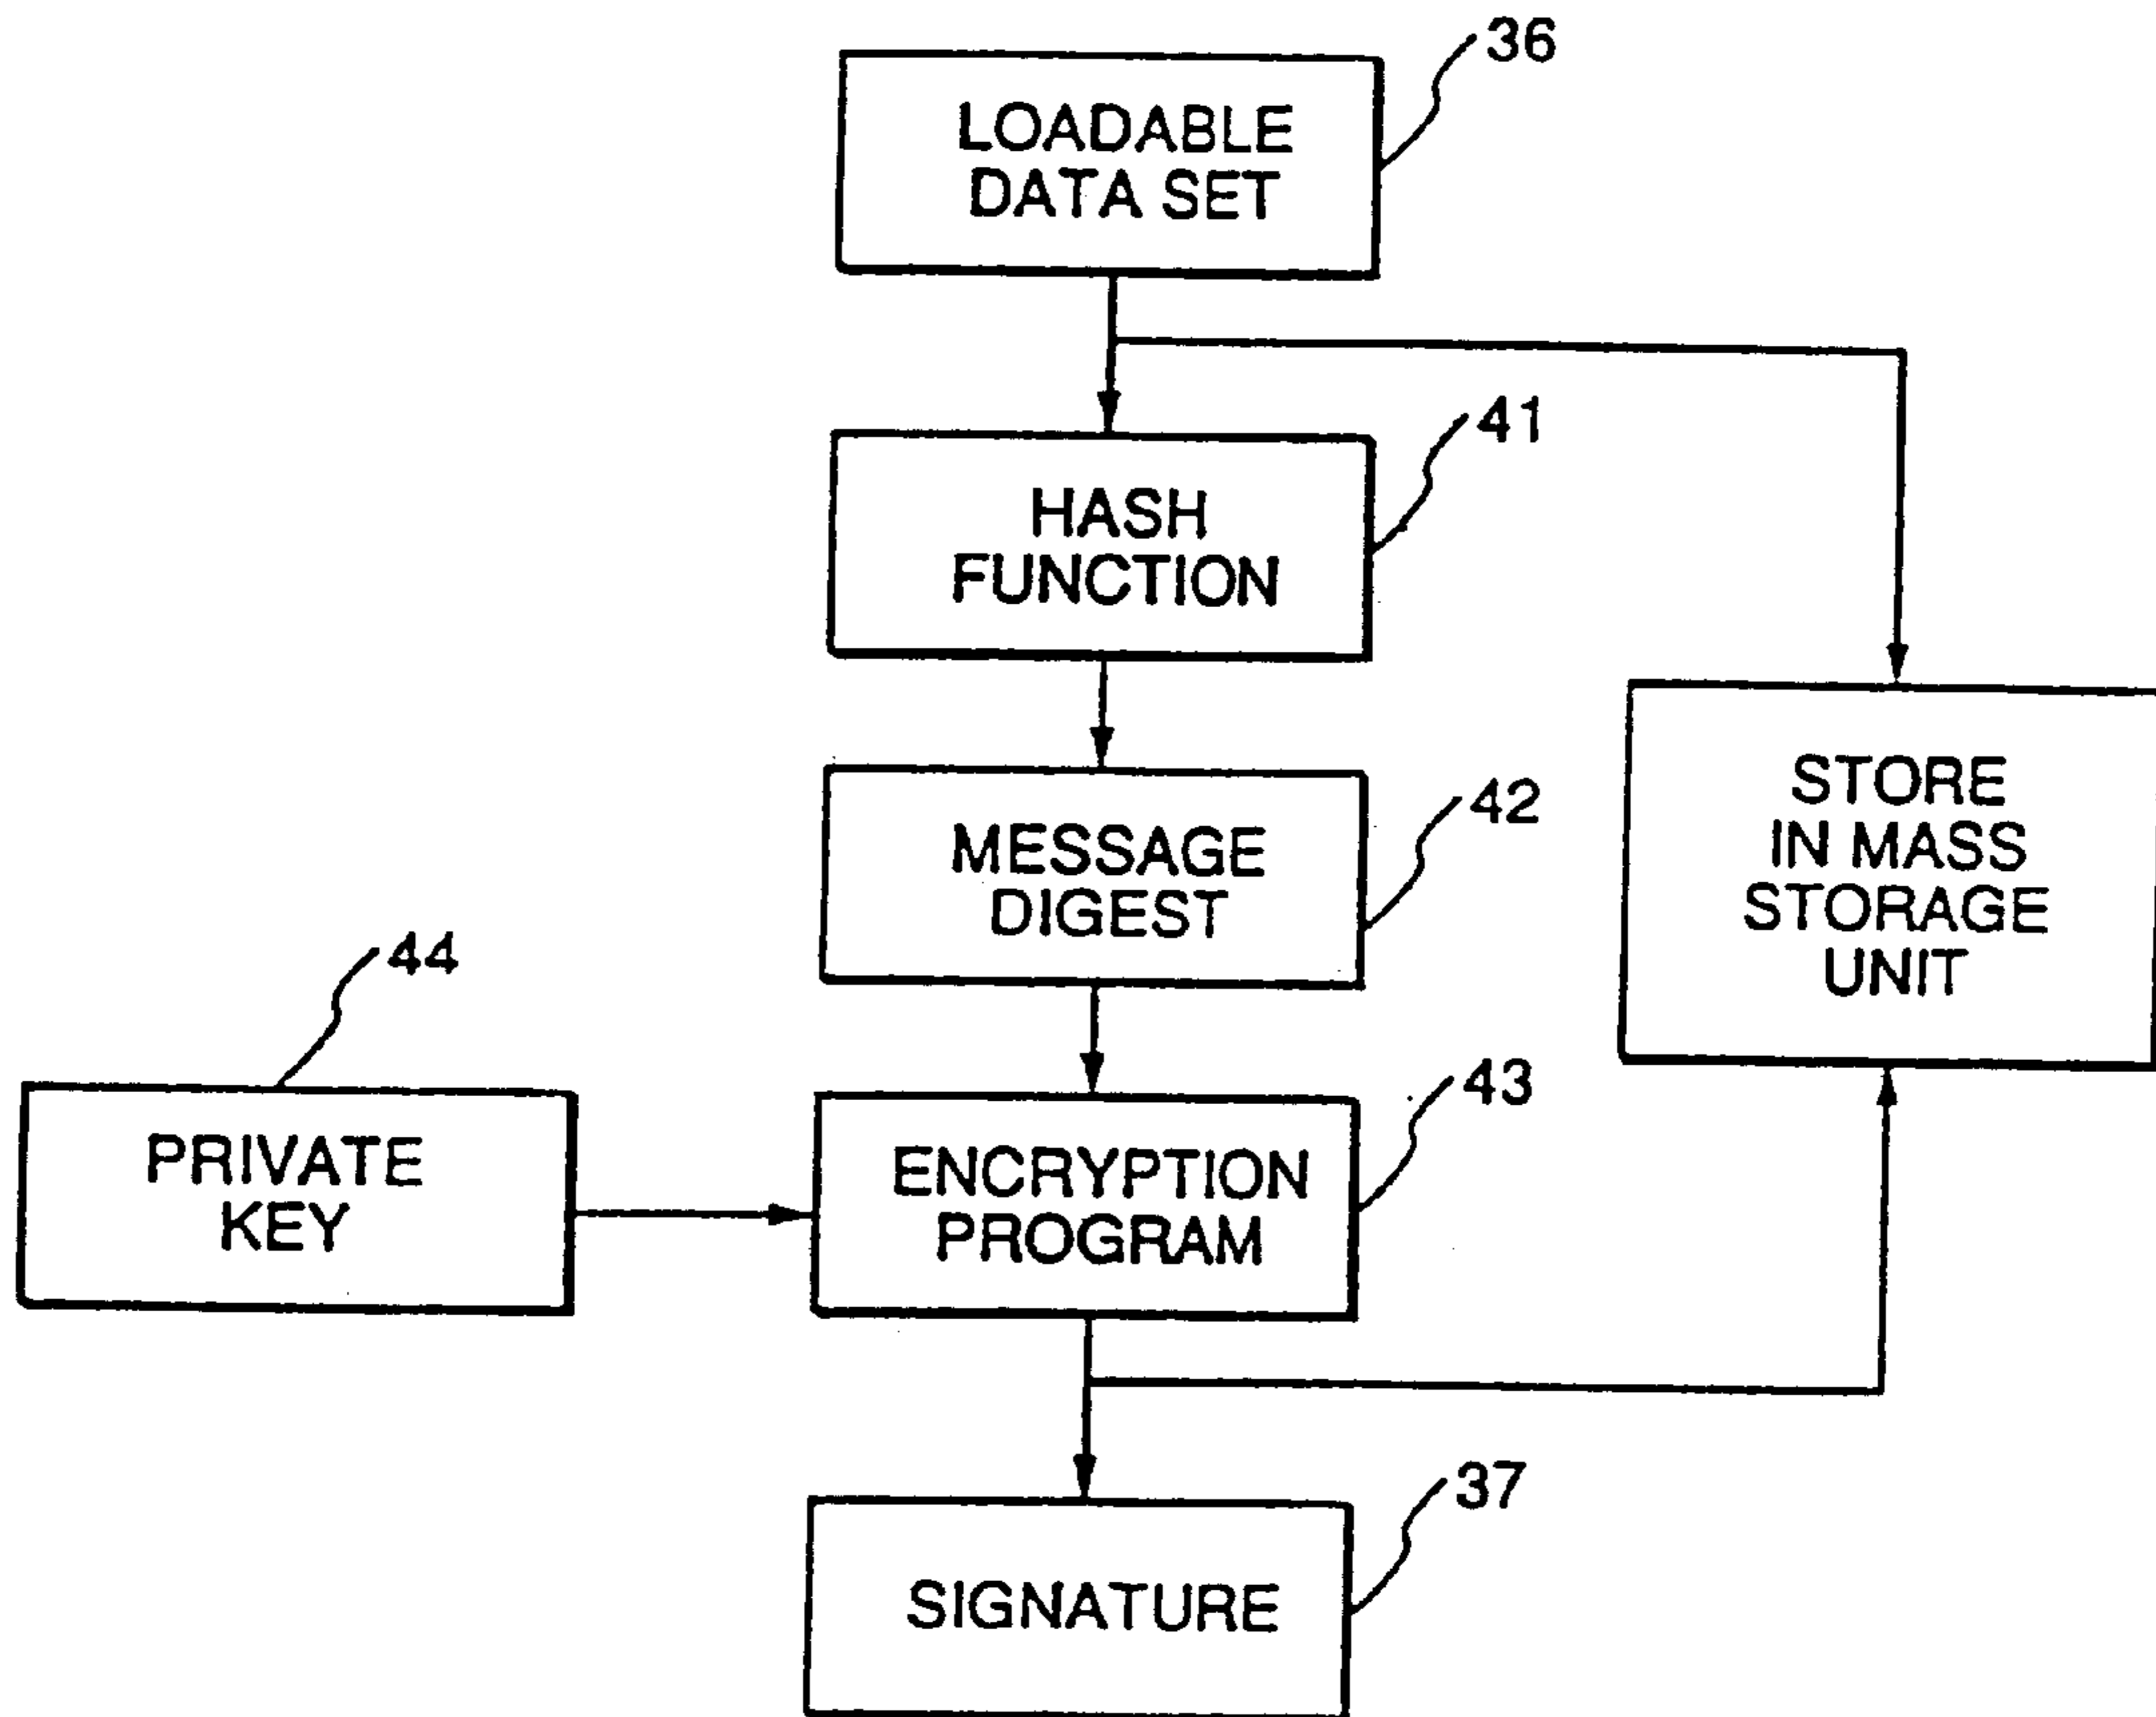 36
LOADABLE
DATA SET
41
HASH
FUNCTION
42
MESSAGE
DIGEST
STORE
IN MASS
STORAGE
UNIT
44
PRIVATE
KEY
43
ENCRYPTION
PROGRAM
37
SIGNATURE